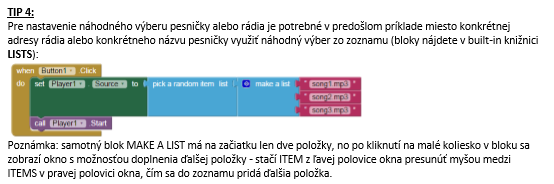 TIP 4:
Pre nastavenie náhodného výberu pesničky alebo rádia je potrebné v predošlom príklade miesto konkrétnej
adresy rádia alebo konkrétneho názvu pesničky využiť náhodný výber zo zoznamu (bloky nájdete v built-in knižnici
LISTS):
when Button1 .Click
do set Player1 . Source to pick a random item list make a list "song1.mp3"
"song2.mp3"
"song3.mp3"
call Player1 .Start
Poznámka: samotný blok MAKE A LIST má na začiatku len dve položky, no po kliknutí na malé koliesko v bloku sa
zobrazí okno s možnosťou doplnenia ďalšej položky - stačí ITEM z ľavej polovice okna presunúť myšou medzi
ITEMS v pravej polovici okna, čím sa do zoznamu pridá ďalšia položka.